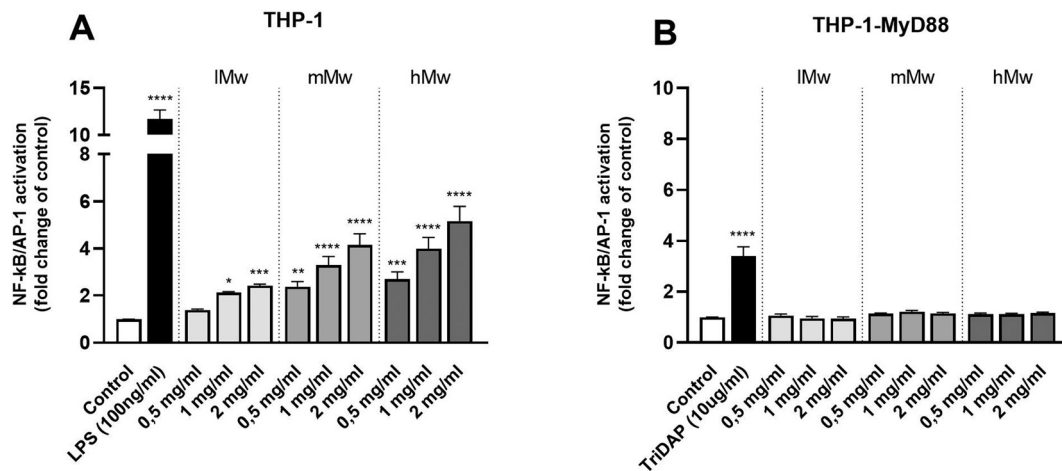 A
THP-1
lMw mMw hMw
NF-kB/AP-1 activation
(fold change of control)
15
10
8
6
4
2
0
****
*
***
**
****
****
***
****
****
Control
LPS (100ng/ml)
0,5 mg/ml
1 mg/ml
2 mg/ml
0,5 mg/ml
1 mg/ml
2 mg/ml
0,5 mg/ml
1 mg/ml
2 mg/ml
B
THP-1-MyD88
lMw mMw hMw
NF-kB/AP-1 activation
(fold change of control)
10
8
6
4
2
0
****
Control
TriDAP (10ug/ml)
0,5 mg/ml
1 mg/ml
2 mg/ml
0,5 mg/ml
1 mg/ml
2 mg/ml
0,5 mg/ml
1 mg/ml
2 mg/ml